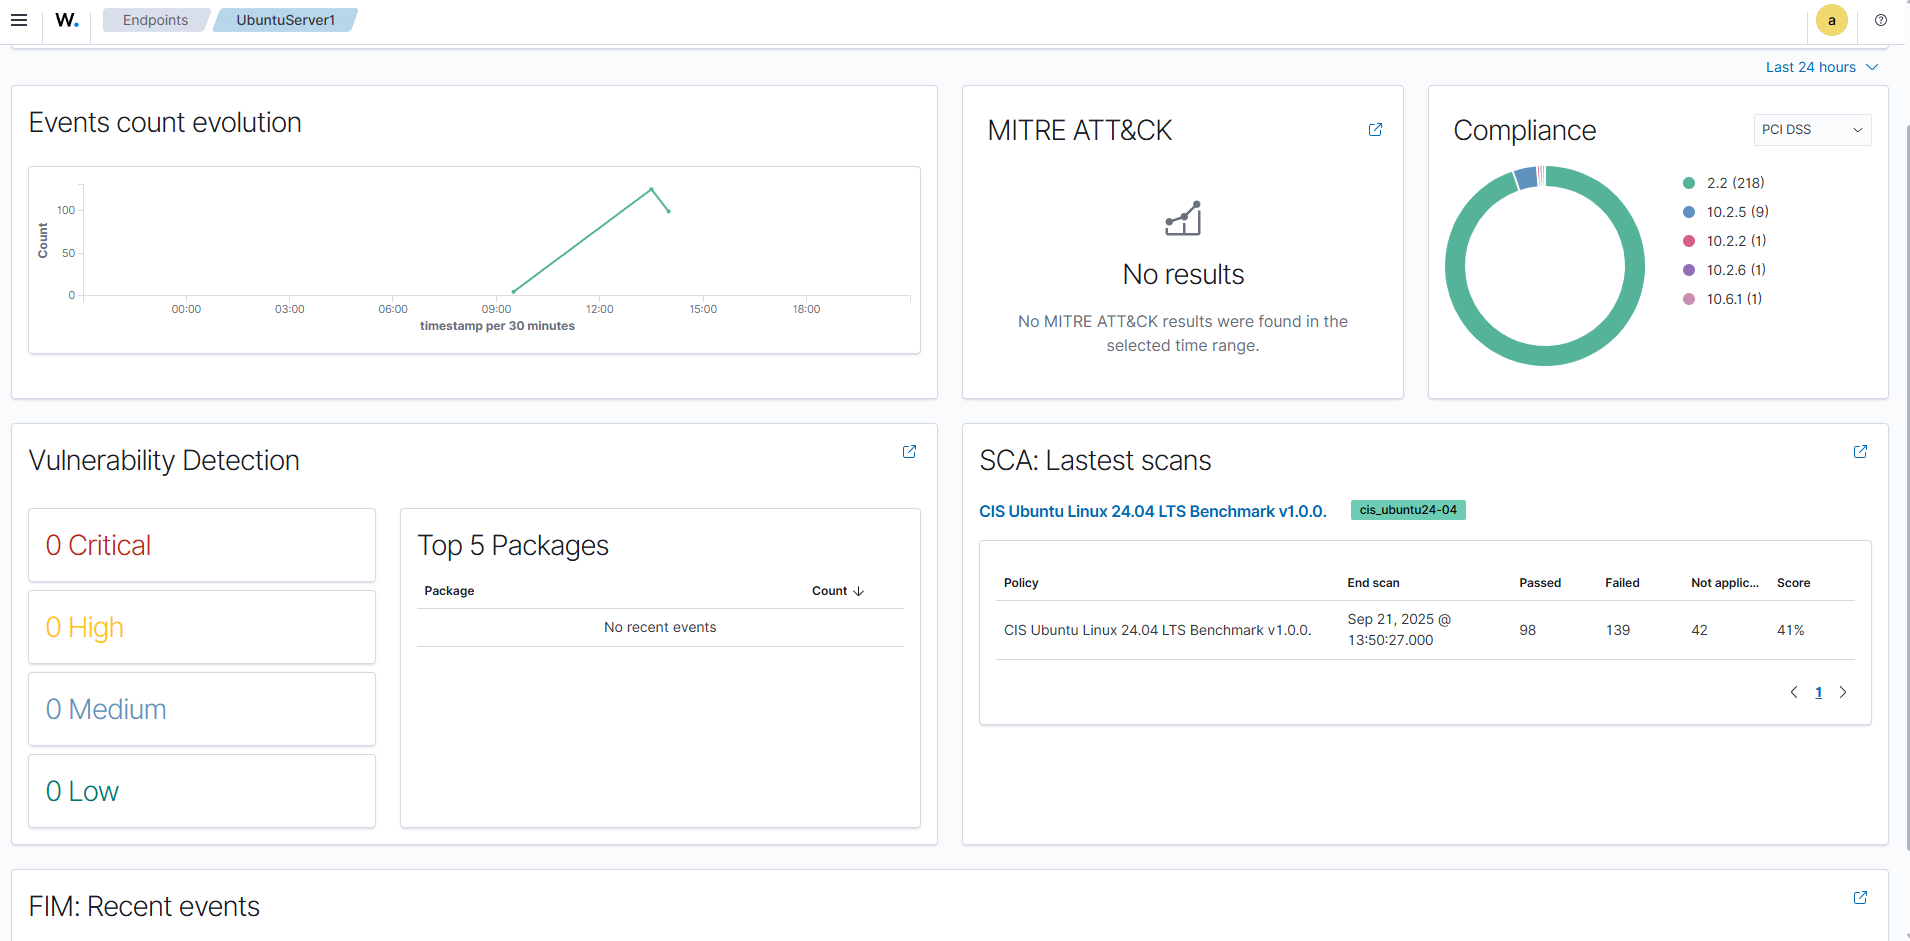 W.
Endpoints
UbuntuServer1
a
Last 24 hours
Events count evolution
100
50
0
Count
00:00
03:00
06:00
09:00
12:00
15:00
18:00
timestamp per 30 minutes
MITRE ATT&CK
No results
No MITRE ATT&CK results were found in the
selected time range.
Compliance
PCI DSS
2.2 (218)
10.2.5 (9)
10.2.2 (1)
10.2.6 (1)
10.6.1 (1)
Vulnerability Detection
0 Critical
0 High
0 Medium
0 Low
Top 5 Packages
Package Count
No recent events
SCA: Lastest scans
CIS Ubuntu Linux 24.04 LTS Benchmark v1.0.0.
cis_ubuntu24-04
Policy End scan Passed Failed Not applic... Score
CIS Ubuntu Linux 24.04 LTS Benchmark v1.0.0. Sep 21, 2025 @ 98 139 42 41%
13:50:27.000
1
FIM: Recent events